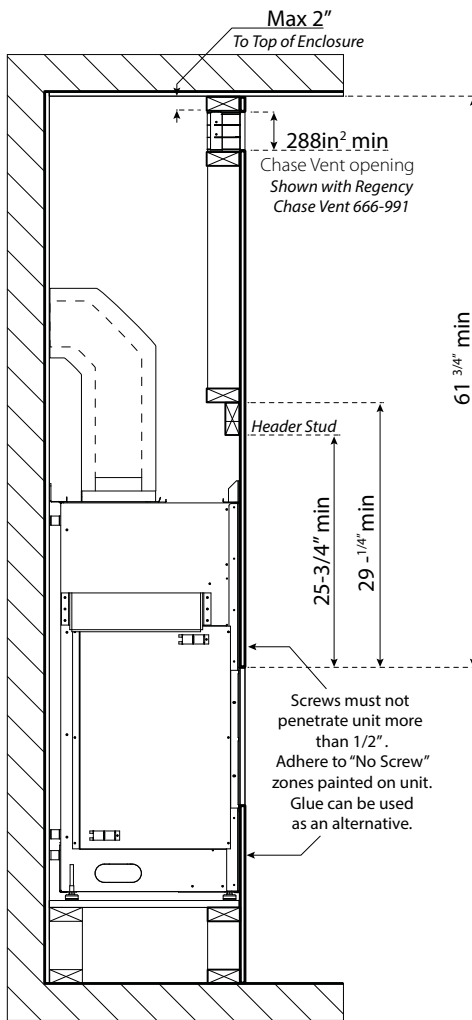 Max 2”
To Top of Enclosure
288in² min
Chase Vent opening
Shown with Regency
Chase Vent 666-991
61 3/4” min
Header Stud
25-3/4” min
29 -1/4” min
Screws must not
penetrate unit more
than 1/2” .
Adhere to “No Screw”
zones painted on unit.
Glue can be used
as an alternative.